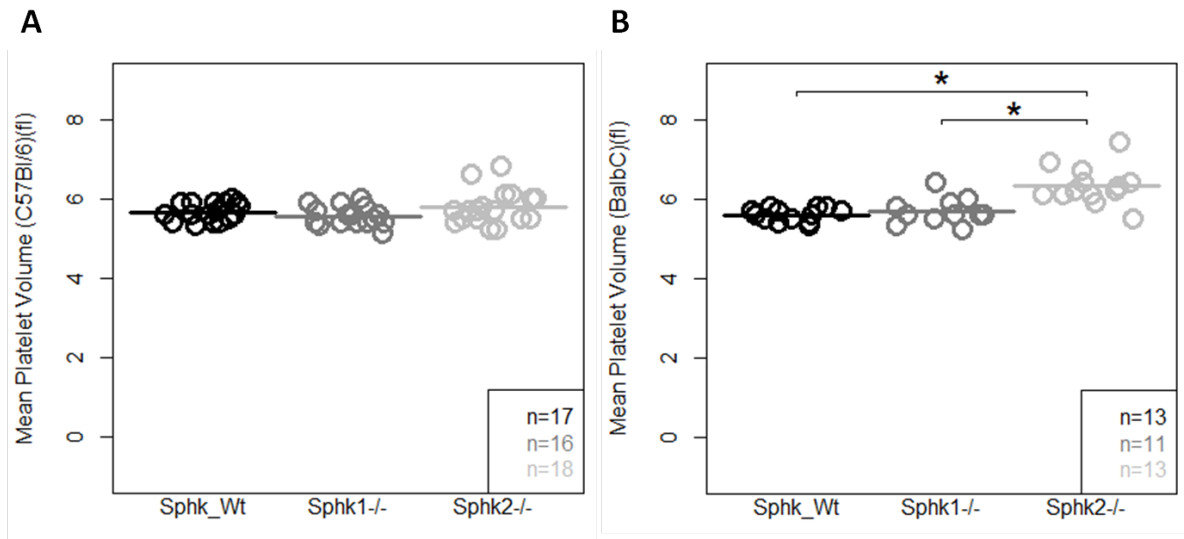 A
Mean Platelet Volume (C57Bl/6)(fl)
8
6
4
2
0
n=17
n=16
n=18
Sphk_Wt Sphk1-/- Sphk2-/-
B
Mean Platelet Volume (BalbC)(fl)
*
*
8
6
4
2
0
n=13
n=11
n=13
Sphk_Wt Sphk1-/- Sphk2-/-